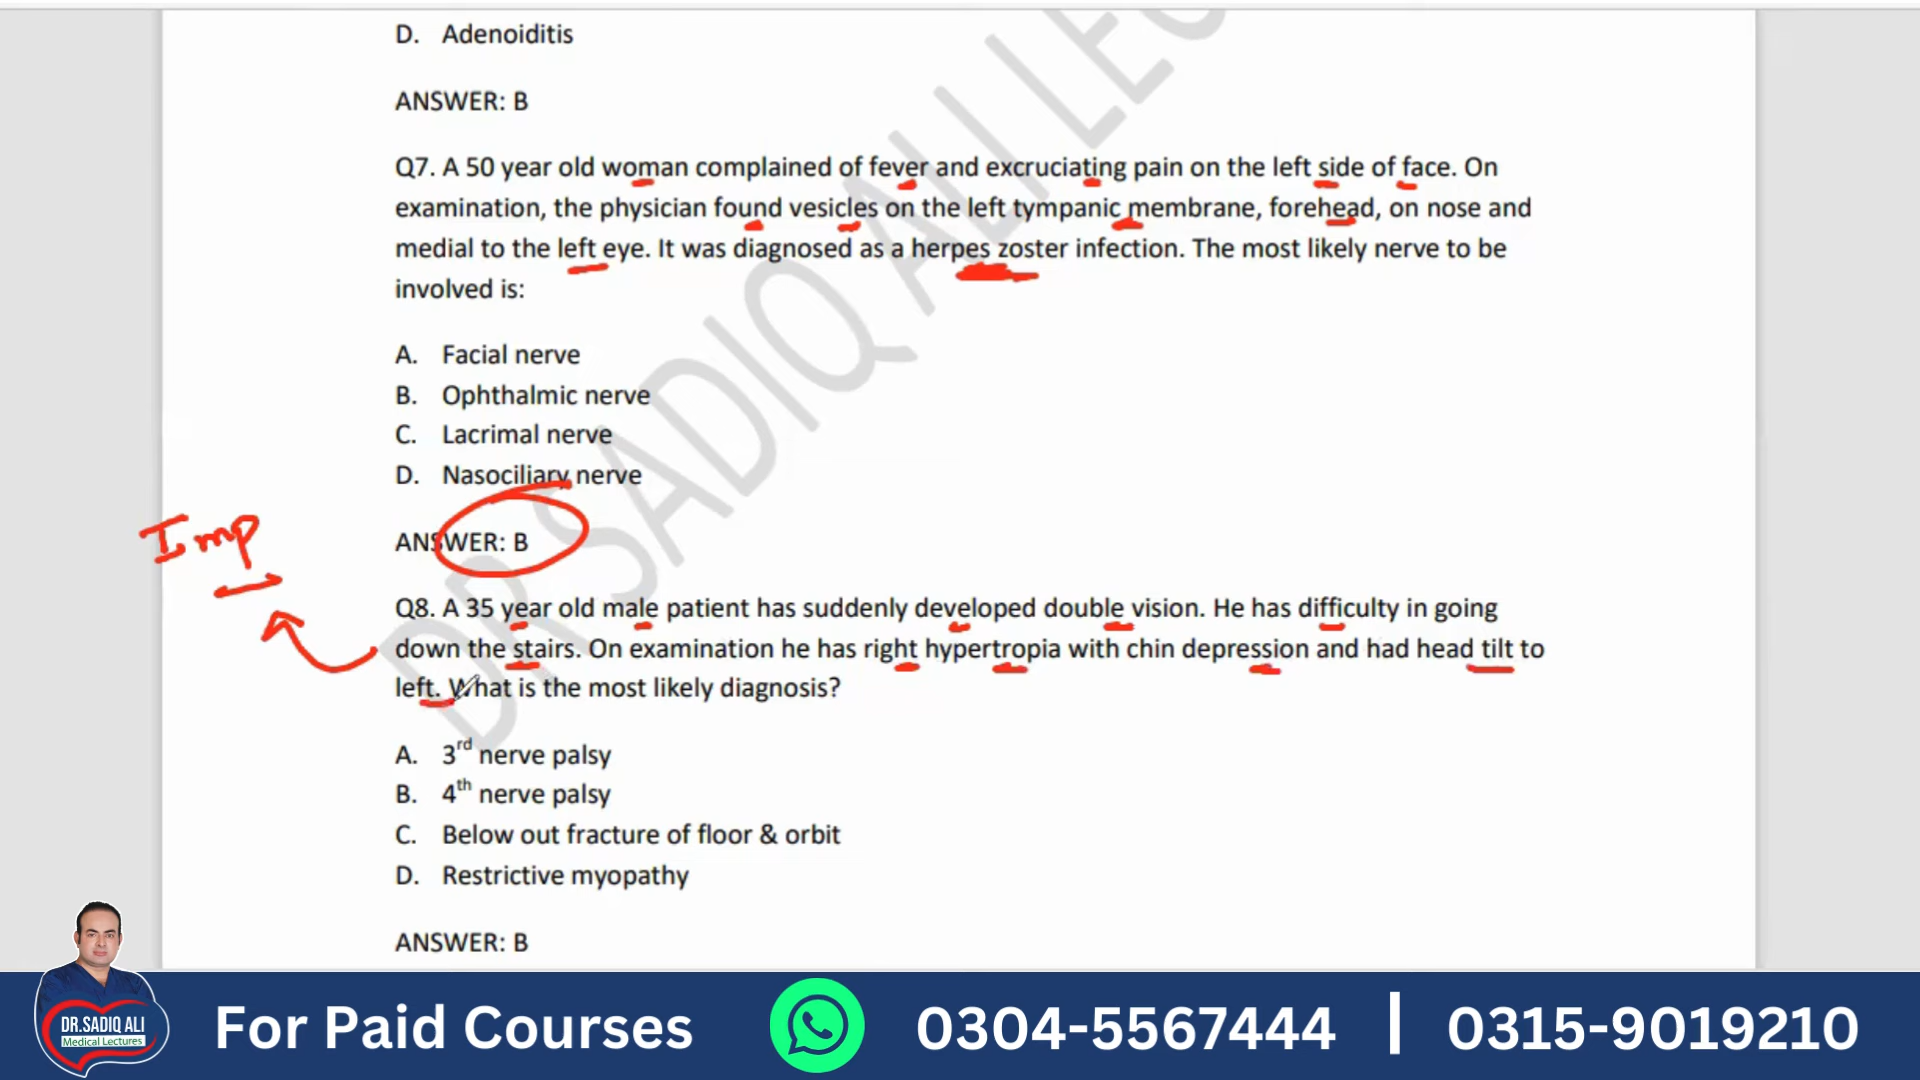 D. Adenoiditis
ANSWER: B
Q7. A 50 year old woman complained of fever and excruciating pain on the left side of face. On
examination, the physician found vesicles on the left tympanic membrane, forehead, on nose and
medial to the left eye. It was diagnosed as a herpes zoster infection. The most likely nerve to be
involved is:
A. Facial nerve
B. Ophthalmic nerve
C. Lacrimal nerve
D. Nasociliary nerve
ANSWER: B
Imp
Q8. A 35 year old male patient has suddenly developed double vision. He has difficulty in going
down the stairs. On examination he has right hypertropia with chin depression and had head tilt to
left. What is the most likely diagnosis?
A. 3rd nerve palsy
B. 4th nerve palsy
C. Below out fracture of floor & orbit
D. Restrictive myopathy
ANSWER: B
DR SADIQ ALI LEC
DR.SADIQ ALI
Medical Lectures
For Paid Courses
0304-5567444 | 0315-9019210